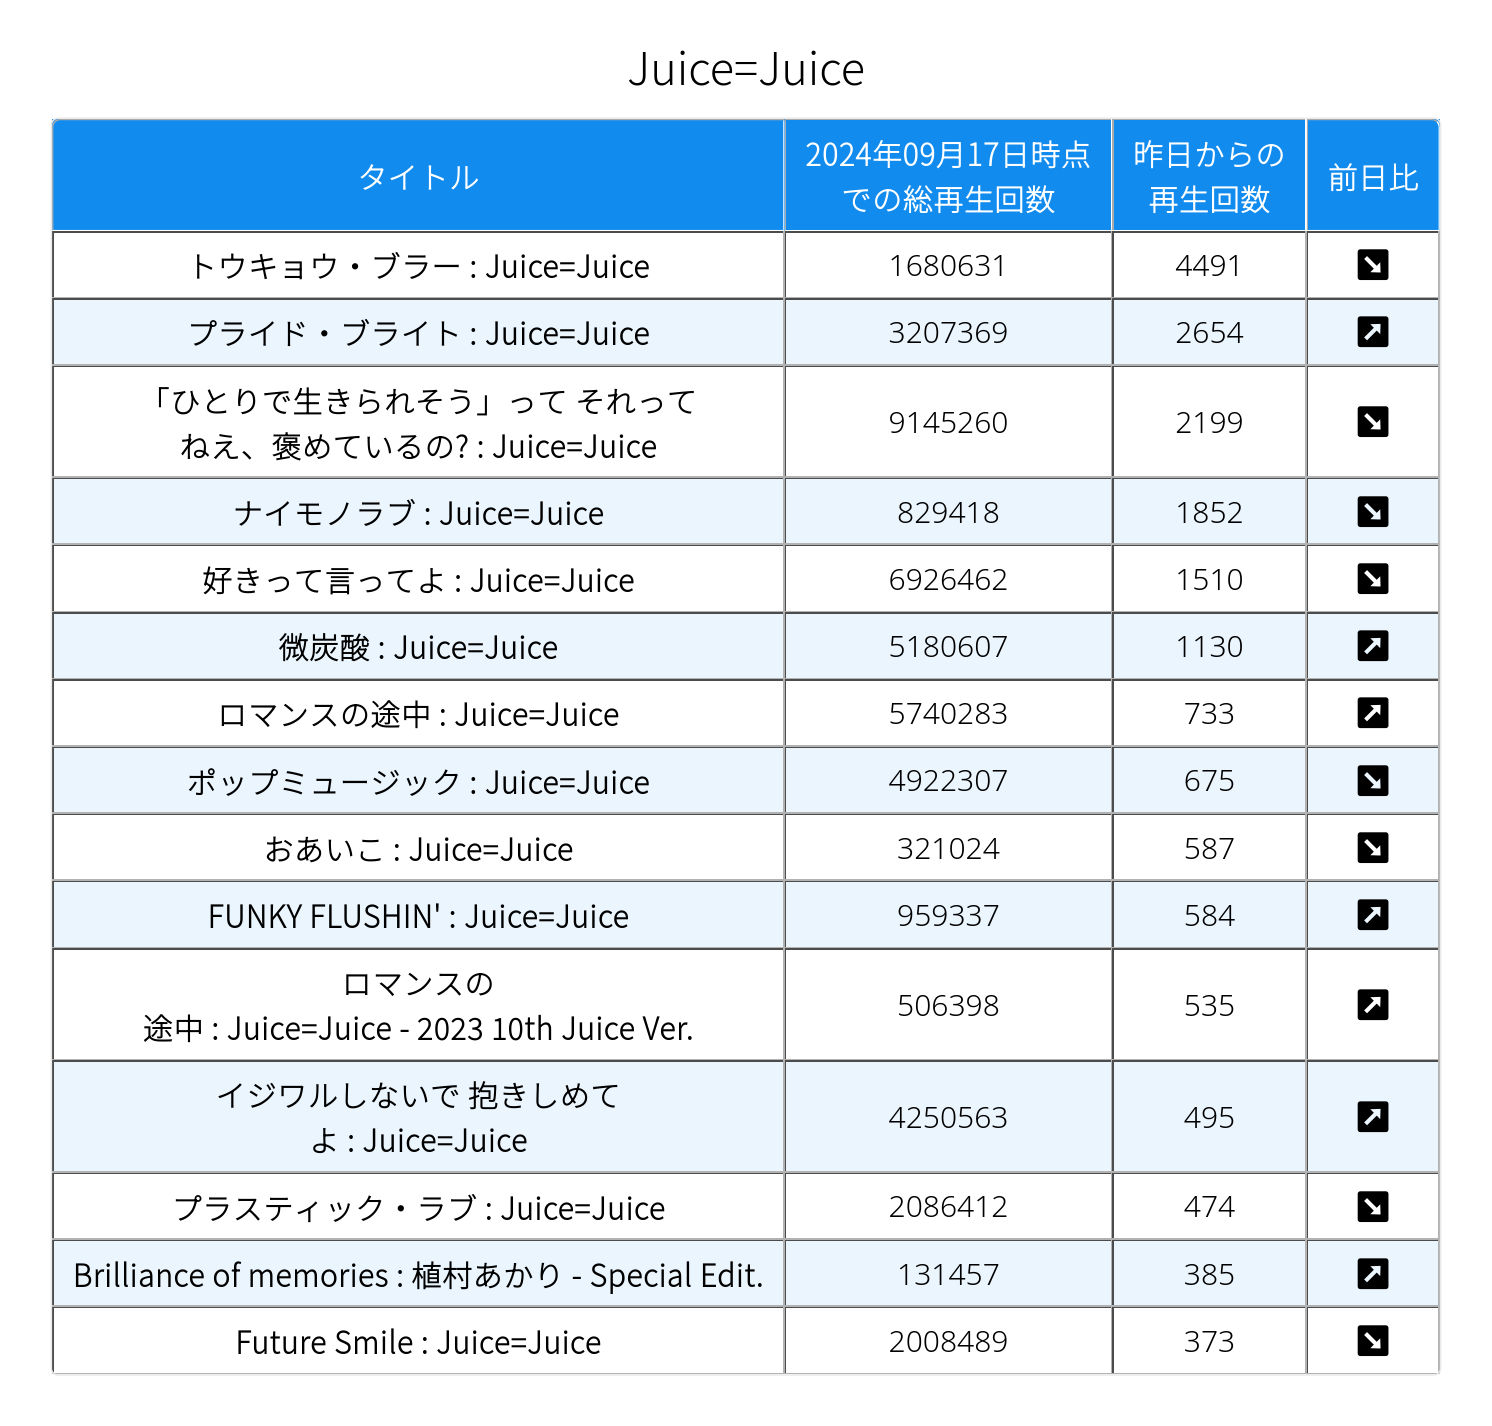 Juice=Juice
タイトル
2024年09月17日時点
での総再生回数
昨日からの
再生回数
前日比
トウキョウ・ブラー : Juice=Juice
1680631
4491
プライド・ブライト : Juice=Juice
3207369
2654
「ひとりで生きられそう」って それって
ねえ、褒めているの? : Juice=Juice
9145260
2199
ナイモノラブ : Juice=Juice
829418
1852
好きって言ってよ : Juice=Juice
6926462
1510
微炭酸 : Juice=Juice
5180607
1130
ロマンスの途中 : Juice=Juice
5740283
733
ポップミュージック : Juice=Juice
4922307
675
おあいこ : Juice=Juice
321024
587
FUNKY FLUSHIN' : Juice=Juice
959337
584
ロマンスの
途中 : Juice=Juice - 2023 10th Juice Ver.
506398
535
イジワルしないで 抱きしめて
よ : Juice=Juice
4250563
495
プラスティック・ラブ : Juice=Juice
2086412
474
Brilliance of memories : 植村あかり - Special Edit.
131457
385
Future Smile : Juice=Juice
2008489
373